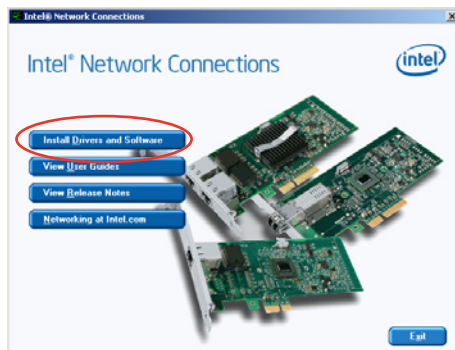 Intel® Network Connections
Intel® Network Connections
intel
Install Drivers and Software
View User Guides
View Release Notes
Networking at Intel.com
Exit